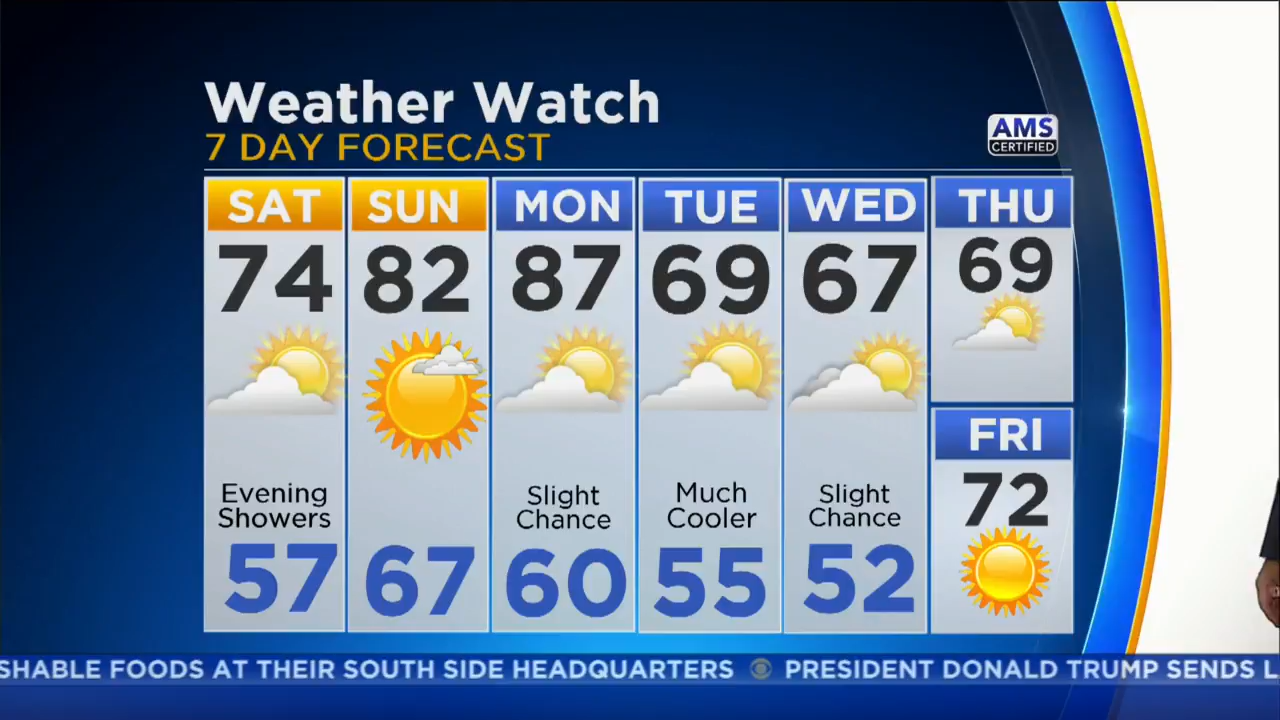 Weather Watch
7 DAY FORECAST
AMS
CERTIFIED
SAT
74
Evening
Showers
57
SUN
82
67
MON
87
Slight
Chance
60
TUE
69
Much
Cooler
55
WED
67
Slight
Chance
52
THU
69
FRI
72
SHABLE FOODS AT THEIR SOUTH SIDE HEADQUARTERS PRESIDENT DONALD TRUMP SENDS L